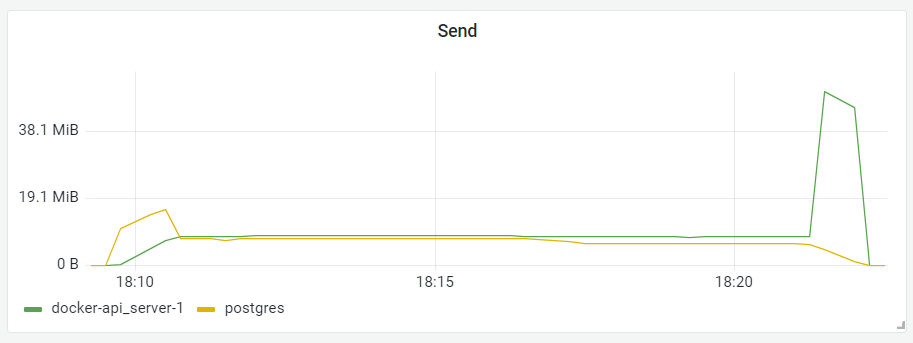 Send
38.1 MiB
19.1 MiB
0 B
18:10 18:15 18:20
docker-api_server-1 postgres